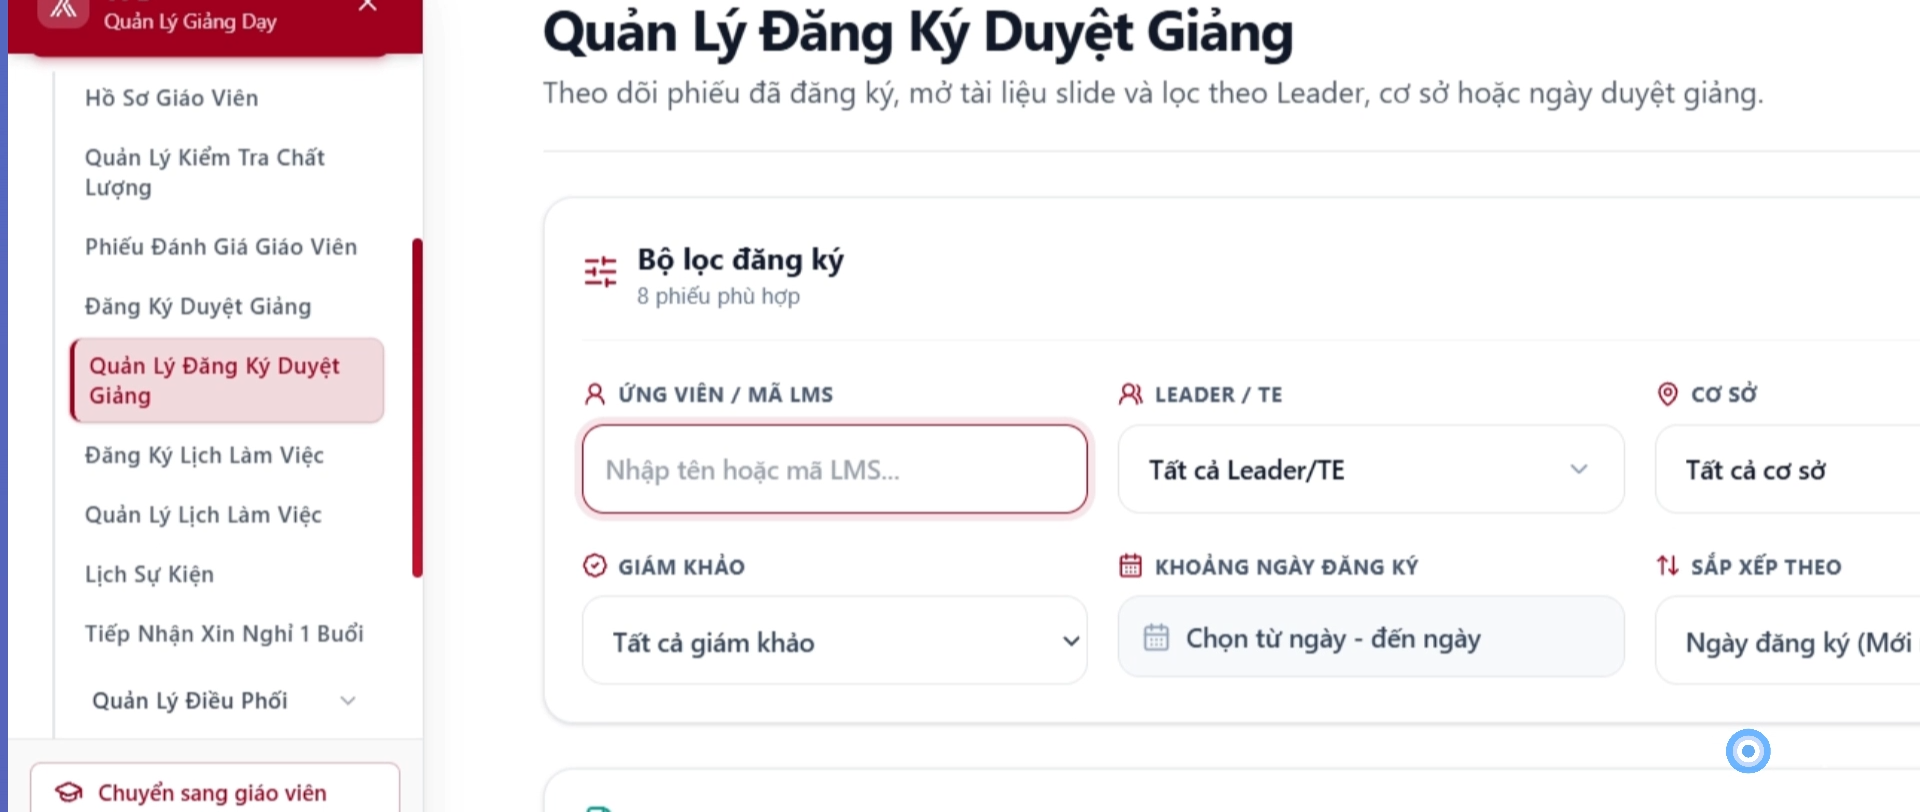 Quản Lý Giảng Dạy
Hồ Sơ Giáo Viên
Quản Lý Kiểm Tra Chất
Lượng
Phiếu Đánh Giá Giáo Viên
Đăng Ký Duyệt Giảng
Quản Lý Đăng Ký Duyệt
Giảng
Đăng Ký Lịch Làm Việc
Quản Lý Lịch Làm Việc
Lịch Sự Kiện
Tiếp Nhận Xin Nghỉ 1 Buổi
Quản Lý Điều Phối
Chuyển sang giáo viên
Quản Lý Đăng Ký Duyệt Giảng
Theo dõi phiếu đã đăng ký, mở tài liệu slide và lọc theo Leader, cơ sở hoặc ngày duyệt giảng.
Bộ lọc đăng ký
8 phiếu phù hợp
ỨNG VIÊN / MÃ LMS
Nhập tên hoặc mã LMS...
LEADER / TE
Tất cả Leader/TE
CƠ SỞ
Tất cả cơ sở
GIÁM KHẢO
Tất cả giám khảo
KHOẢNG NGÀY ĐĂNG KÝ
Chọn từ ngày - đến ngày
SẮP XẾP THEO
Ngày đăng ký (Mới